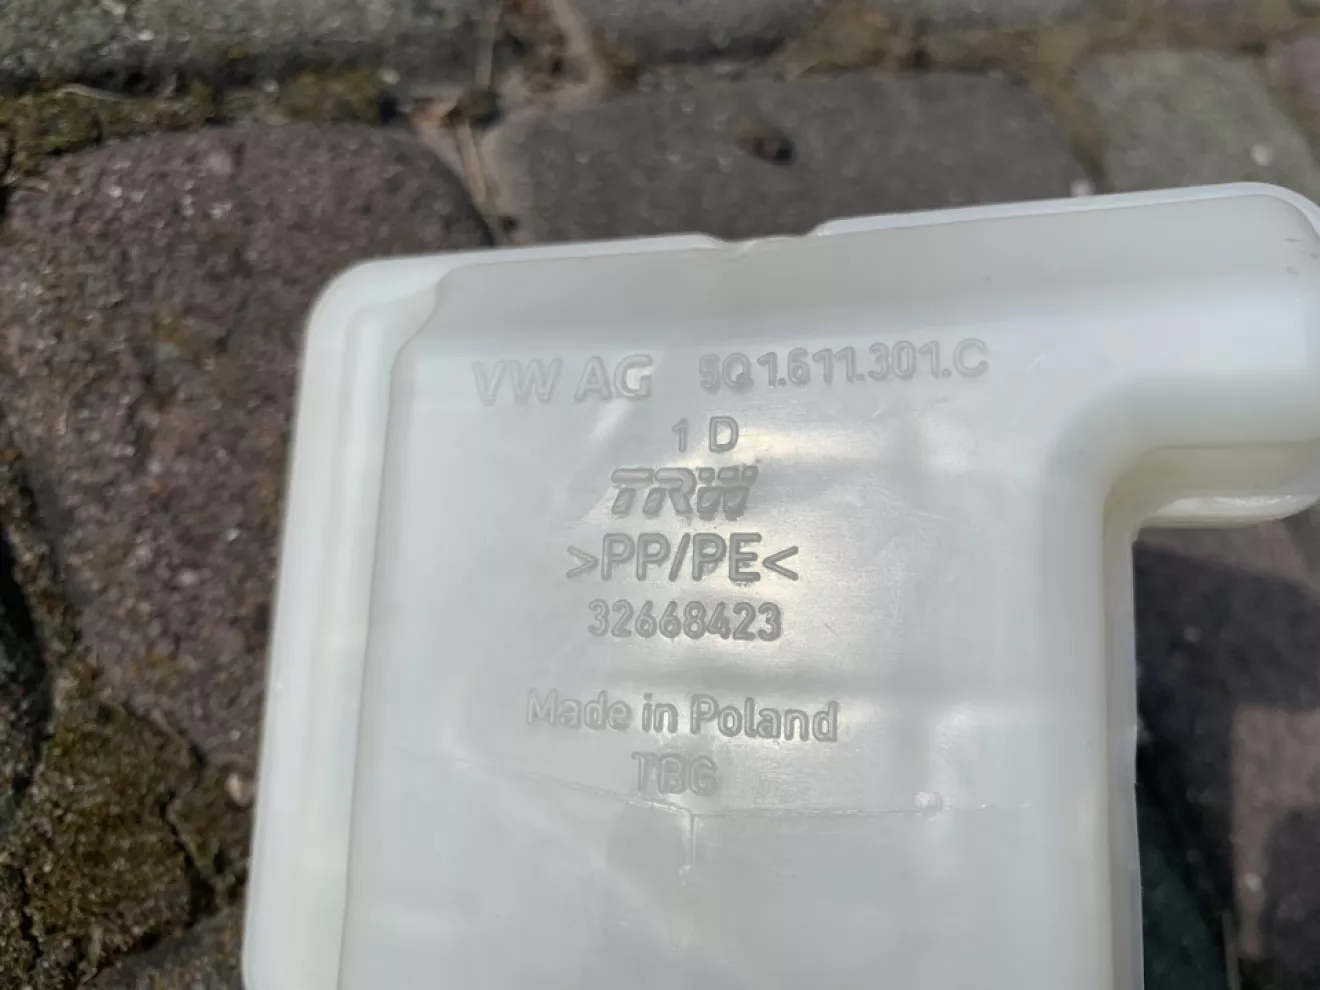 VW AG 5Q1.611.301.C
1 D
TRW
>PP/PE<
32668423
Made in Poland
TBG